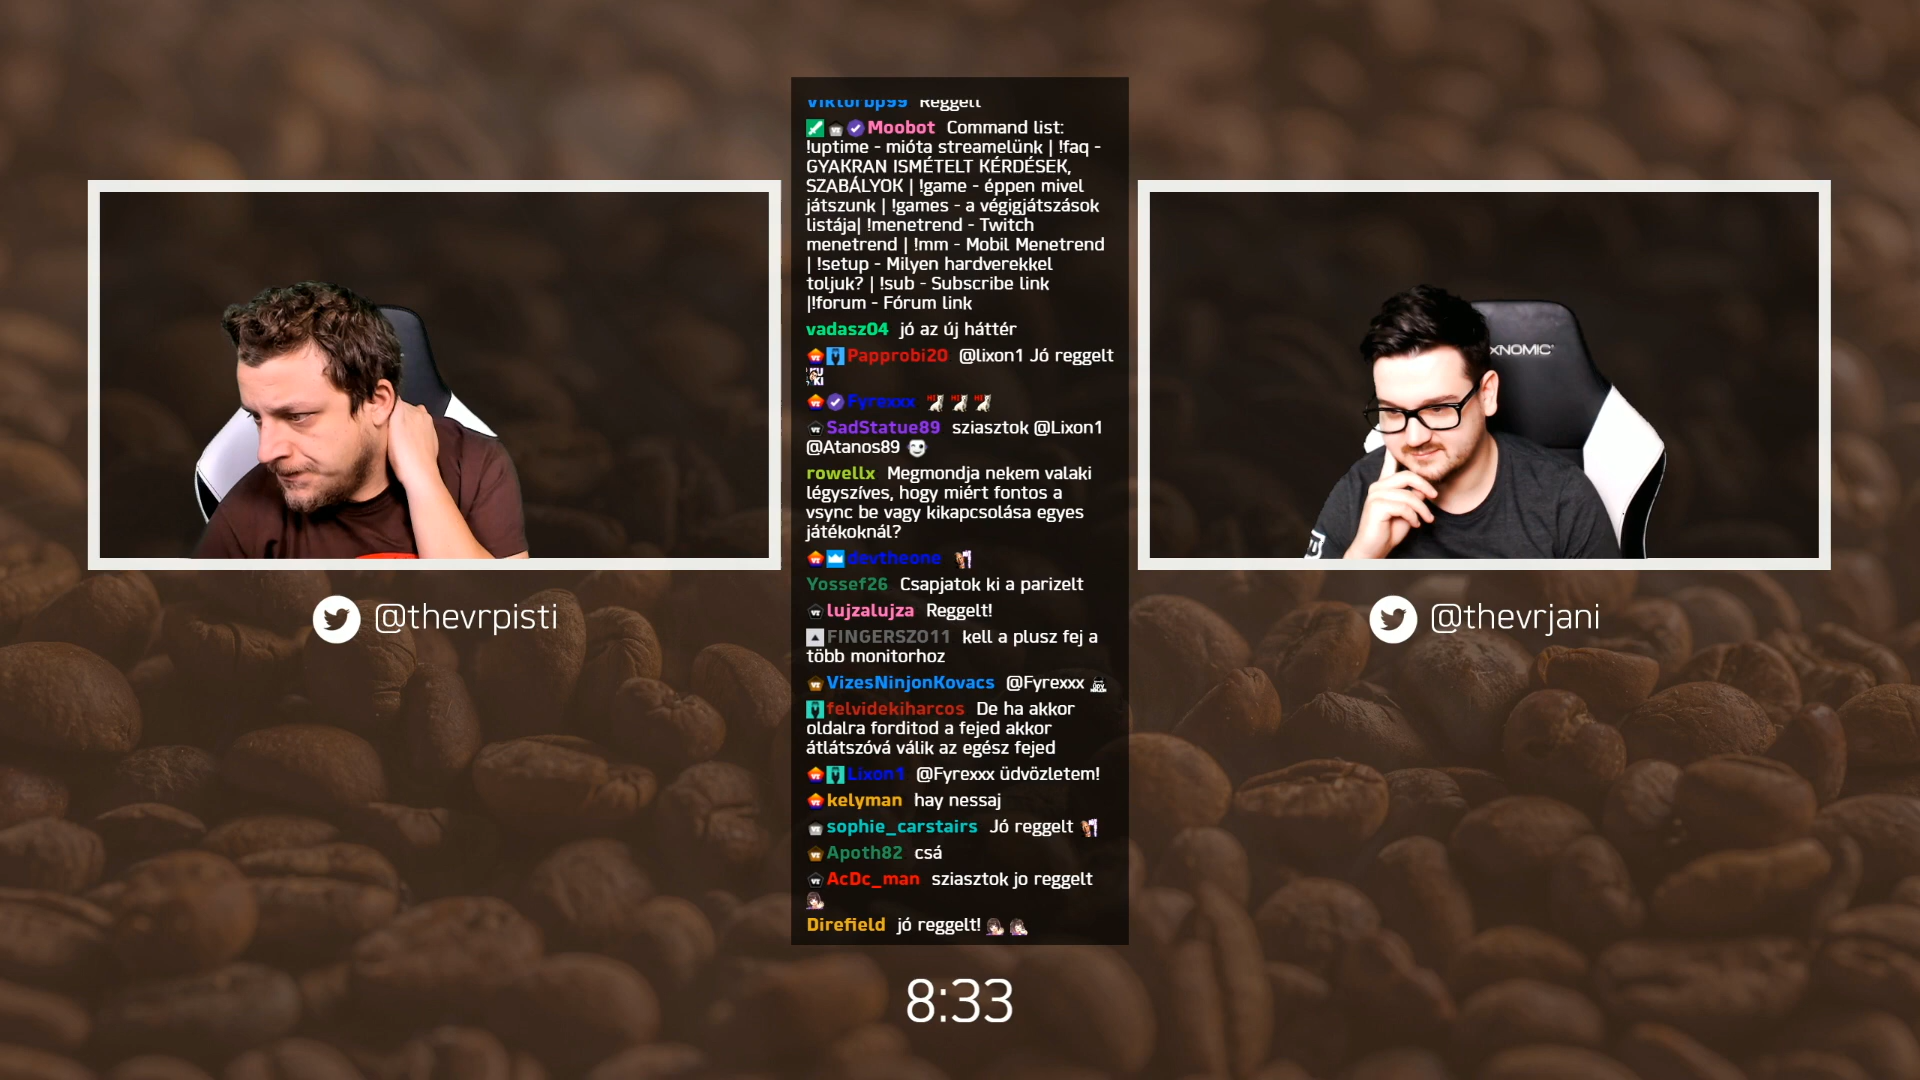 Viktorbp99 Reggelt
Moobot Command list:
!uptime - mióta streamelünk | !faq -
GYAKRAN ISMÉTELT KÉRDÉSEK,
SZABÁLYOK | !game - éppen mivel
játszunk | !games - a végigjátszások
listája| !menetrend - Twitch
menetrend | !mm - Mobil Menetrend
| !setup - Milyen hardverekkel
toljuk? | !sub - Subscribe link
|!forum - Fórum link
vadasz04 jó az új háttér
Papprobi20 @lixon1 Jó reggelt
Fyrexxx
SadStatue89 sziasztok @Lixon1
@Atanos89
rowellx Megmondja nekem valaki
légyszíves, hogy miért fontos a
vsync be vagy kikapcsolása egyes
játékoknál?
devtheone
Yossef26 Csapjatok ki a parizelt
lujzalujza Reggelt!
FINGERSZ011 kell a plusz fej a
több monitorhoz
VizesNinjonKovacs @Fyrexxx
felvidekiharcos De ha akkor
oldalra forditod a fejed akkor
átlátszóvá válik az egész fejed
Lixon1 @Fyrexxx üdvözletem!
kelyman hay nessaj
sophie_carstairs Jó reggelt
Apoth82 csá
AcDc_man sziasztok jo reggelt
Direfield jó reggelt!
@thevrpisti
XNOMIC
@thevrjani
8:33